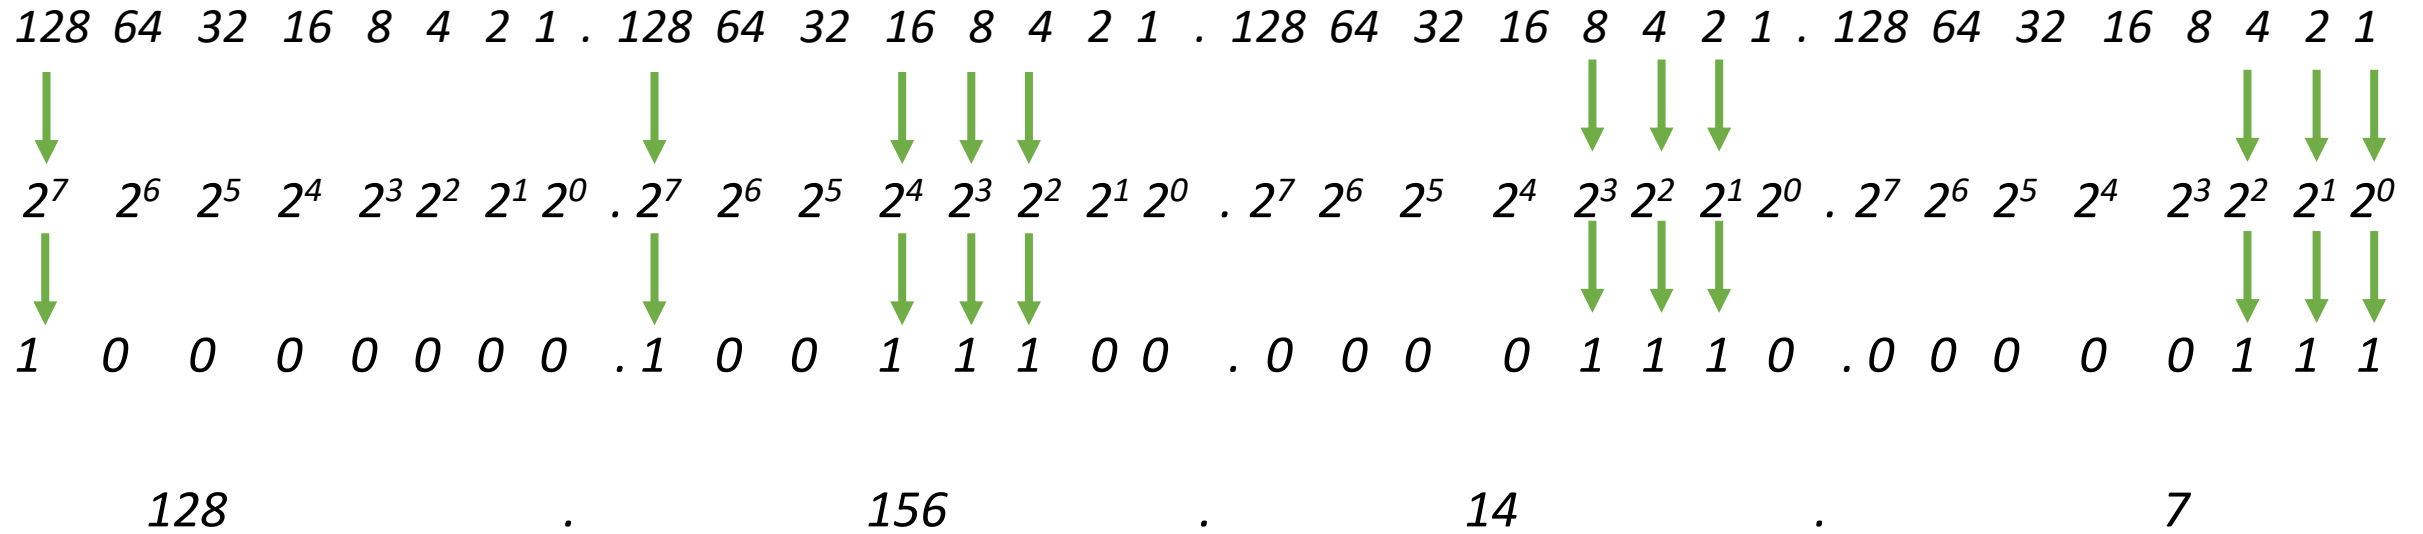 128 64 32 16 8 4 2 1 . 128 64 32 16 8 4 2 1 . 128 64 32 16 8 4 2 1 . 128 64 32 16 8 4 2 1
2⁷ 2⁶ 2⁵ 2⁴ 2³ 2² 2¹ 2⁰ . 2⁷ 2⁶ 2⁵ 2⁴ 2³ 2² 2¹ 2⁰ . 2⁷ 2⁶ 2⁵ 2⁴ 2³ 2² 2¹ 2⁰ . 2⁷ 2⁶ 2⁵ 2⁴ 2³ 2² 2¹ 2⁰
1 0 0 0 0 0 0 0 . 1 0 0 1 1 1 0 0 . 0 0 0 0 1 1 1 0 . 0 0 0 0 0 1 1 1
128 . 156 . 14 . 7